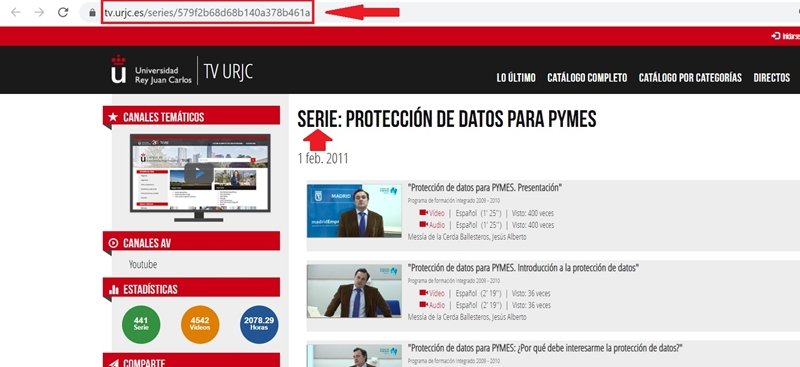 tv.urjc.es/series/579f2b68d68b140a378b461a
Iniciar se
Universidad
Rey Juan Carlos
TV URJC
LO ÚLTIMO CATÁLOGO COMPLETO CATÁLOGO POR CATEGORÍAS DIRECTOS
CANALES TEMÁTICOS
CANALES AV
Youtube
ESTADÍSTICAS
441
Serie
4542
Vídeos
2078.29
Horas
COMPARTE
SERIE: PROTECCIÓN DE DATOS PARA PYMES
1 feb. 2011
"Protección de datos para PYMES. Presentación"
Programa de formación integrado 2009 - 2010
Vídeo | Español (1' 25'') | Visto: 400 veces
Audio | Español (1' 25'') | Visto: 400 veces
Messía de la Cerda Ballesteros, Jesús Alberto
"Protección de datos para PYMES. Introducción a la protección de datos"
Programa de formación integrado 2009 - 2010
Vídeo | Español (2' 19'') | Visto: 36 veces
Audio | Español (2' 19'') | Visto: 36 veces
Messía de la Cerda Ballesteros, Jesús Alberto
"Protección de datos para PYMES: ¿Por qué debe interesarme la protección de datos?"
Programa de formación integrado 2009 - 2010